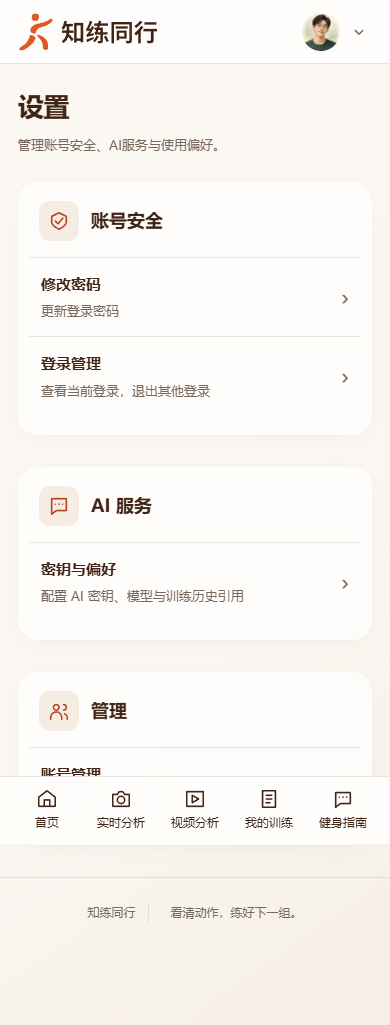 知练同行
设置
管理账号安全、AI服务与使用偏好。
账号安全
修改密码
更新登录密码
登录管理
查看当前登录，退出其他登录
AI 服务
密钥与偏好
配置 AI 密钥、模型与训练历史引用
管理
账号管理
首页
实时分析
视频分析
我的训练
健身指南
知练同行
看清动作，练好下一组。